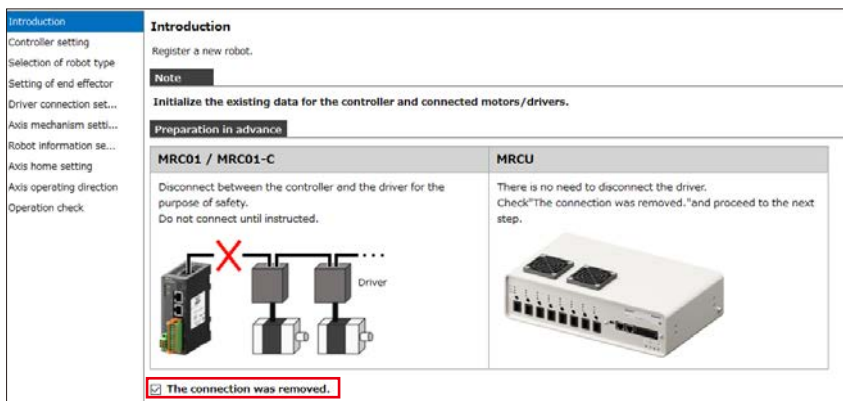 Introduction
Controller setting
Selection of robot type
Setting of end effector
Driver connection set...
Axis mechanism setti...
Robot information se...
Axis home setting
Axis operating direction
Operation check
Introduction
Register a new robot.
Note
Initialize the existing data for the controller and connected motors/drivers.
Preparation in advance
MRC01 / MRC01-C
Disconnect between the controller and the driver for the
purpose of safety.
Do not connect until instructed.
Driver
MRCU
There is no need to disconnect the driver.
Check"The connection was removed."and proceed to the next
step.
The connection was removed.